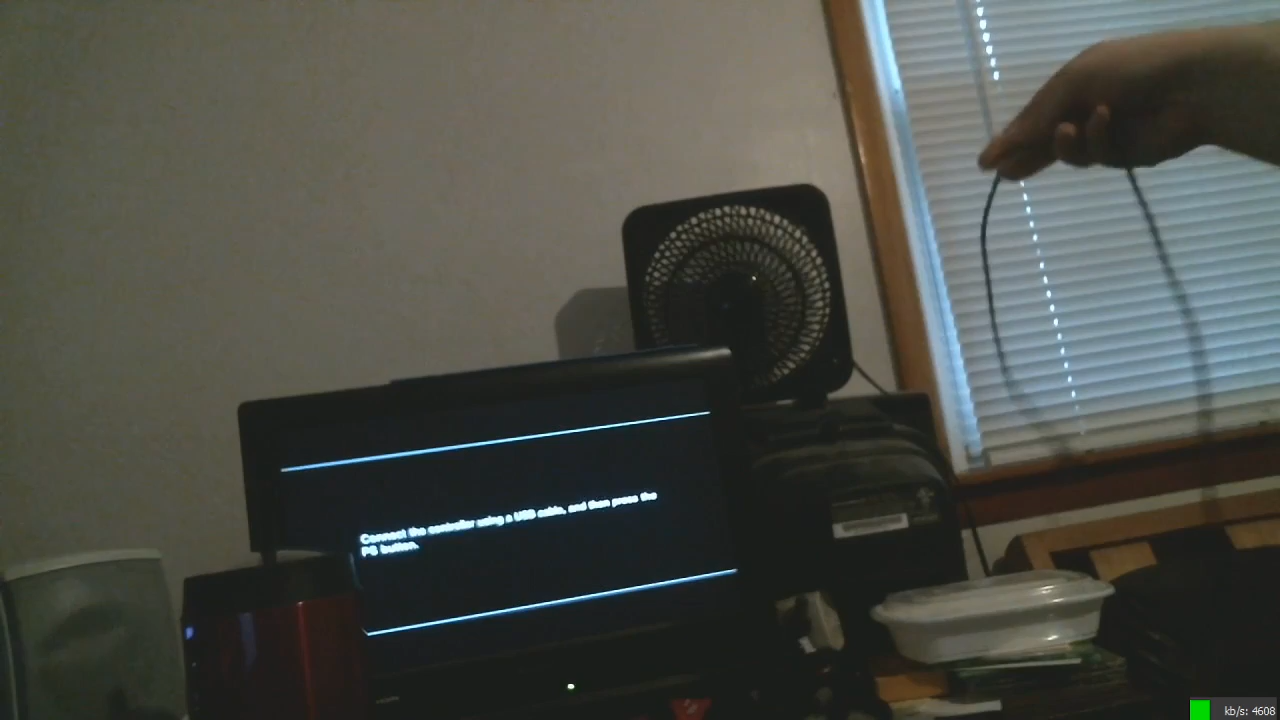 Connect the controller using a USB cable, and then press the
PS button.
kb/s: 4608